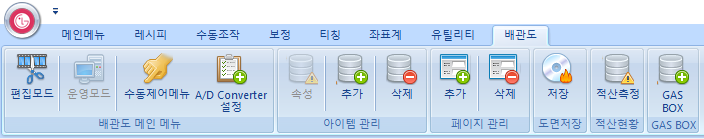 메인메뉴 레시피 수동조작 보정 티칭 좌표계 유틸리티 배관도
편집모드 운영모드 수동제어메뉴 A/D Converter 설정 속성 추가 삭제 추가 삭제 저장 적산측정 GAS BOX
배관도 메인 메뉴 아이템 관리 페이지 관리 도면저장 적산현황 GAS BOX